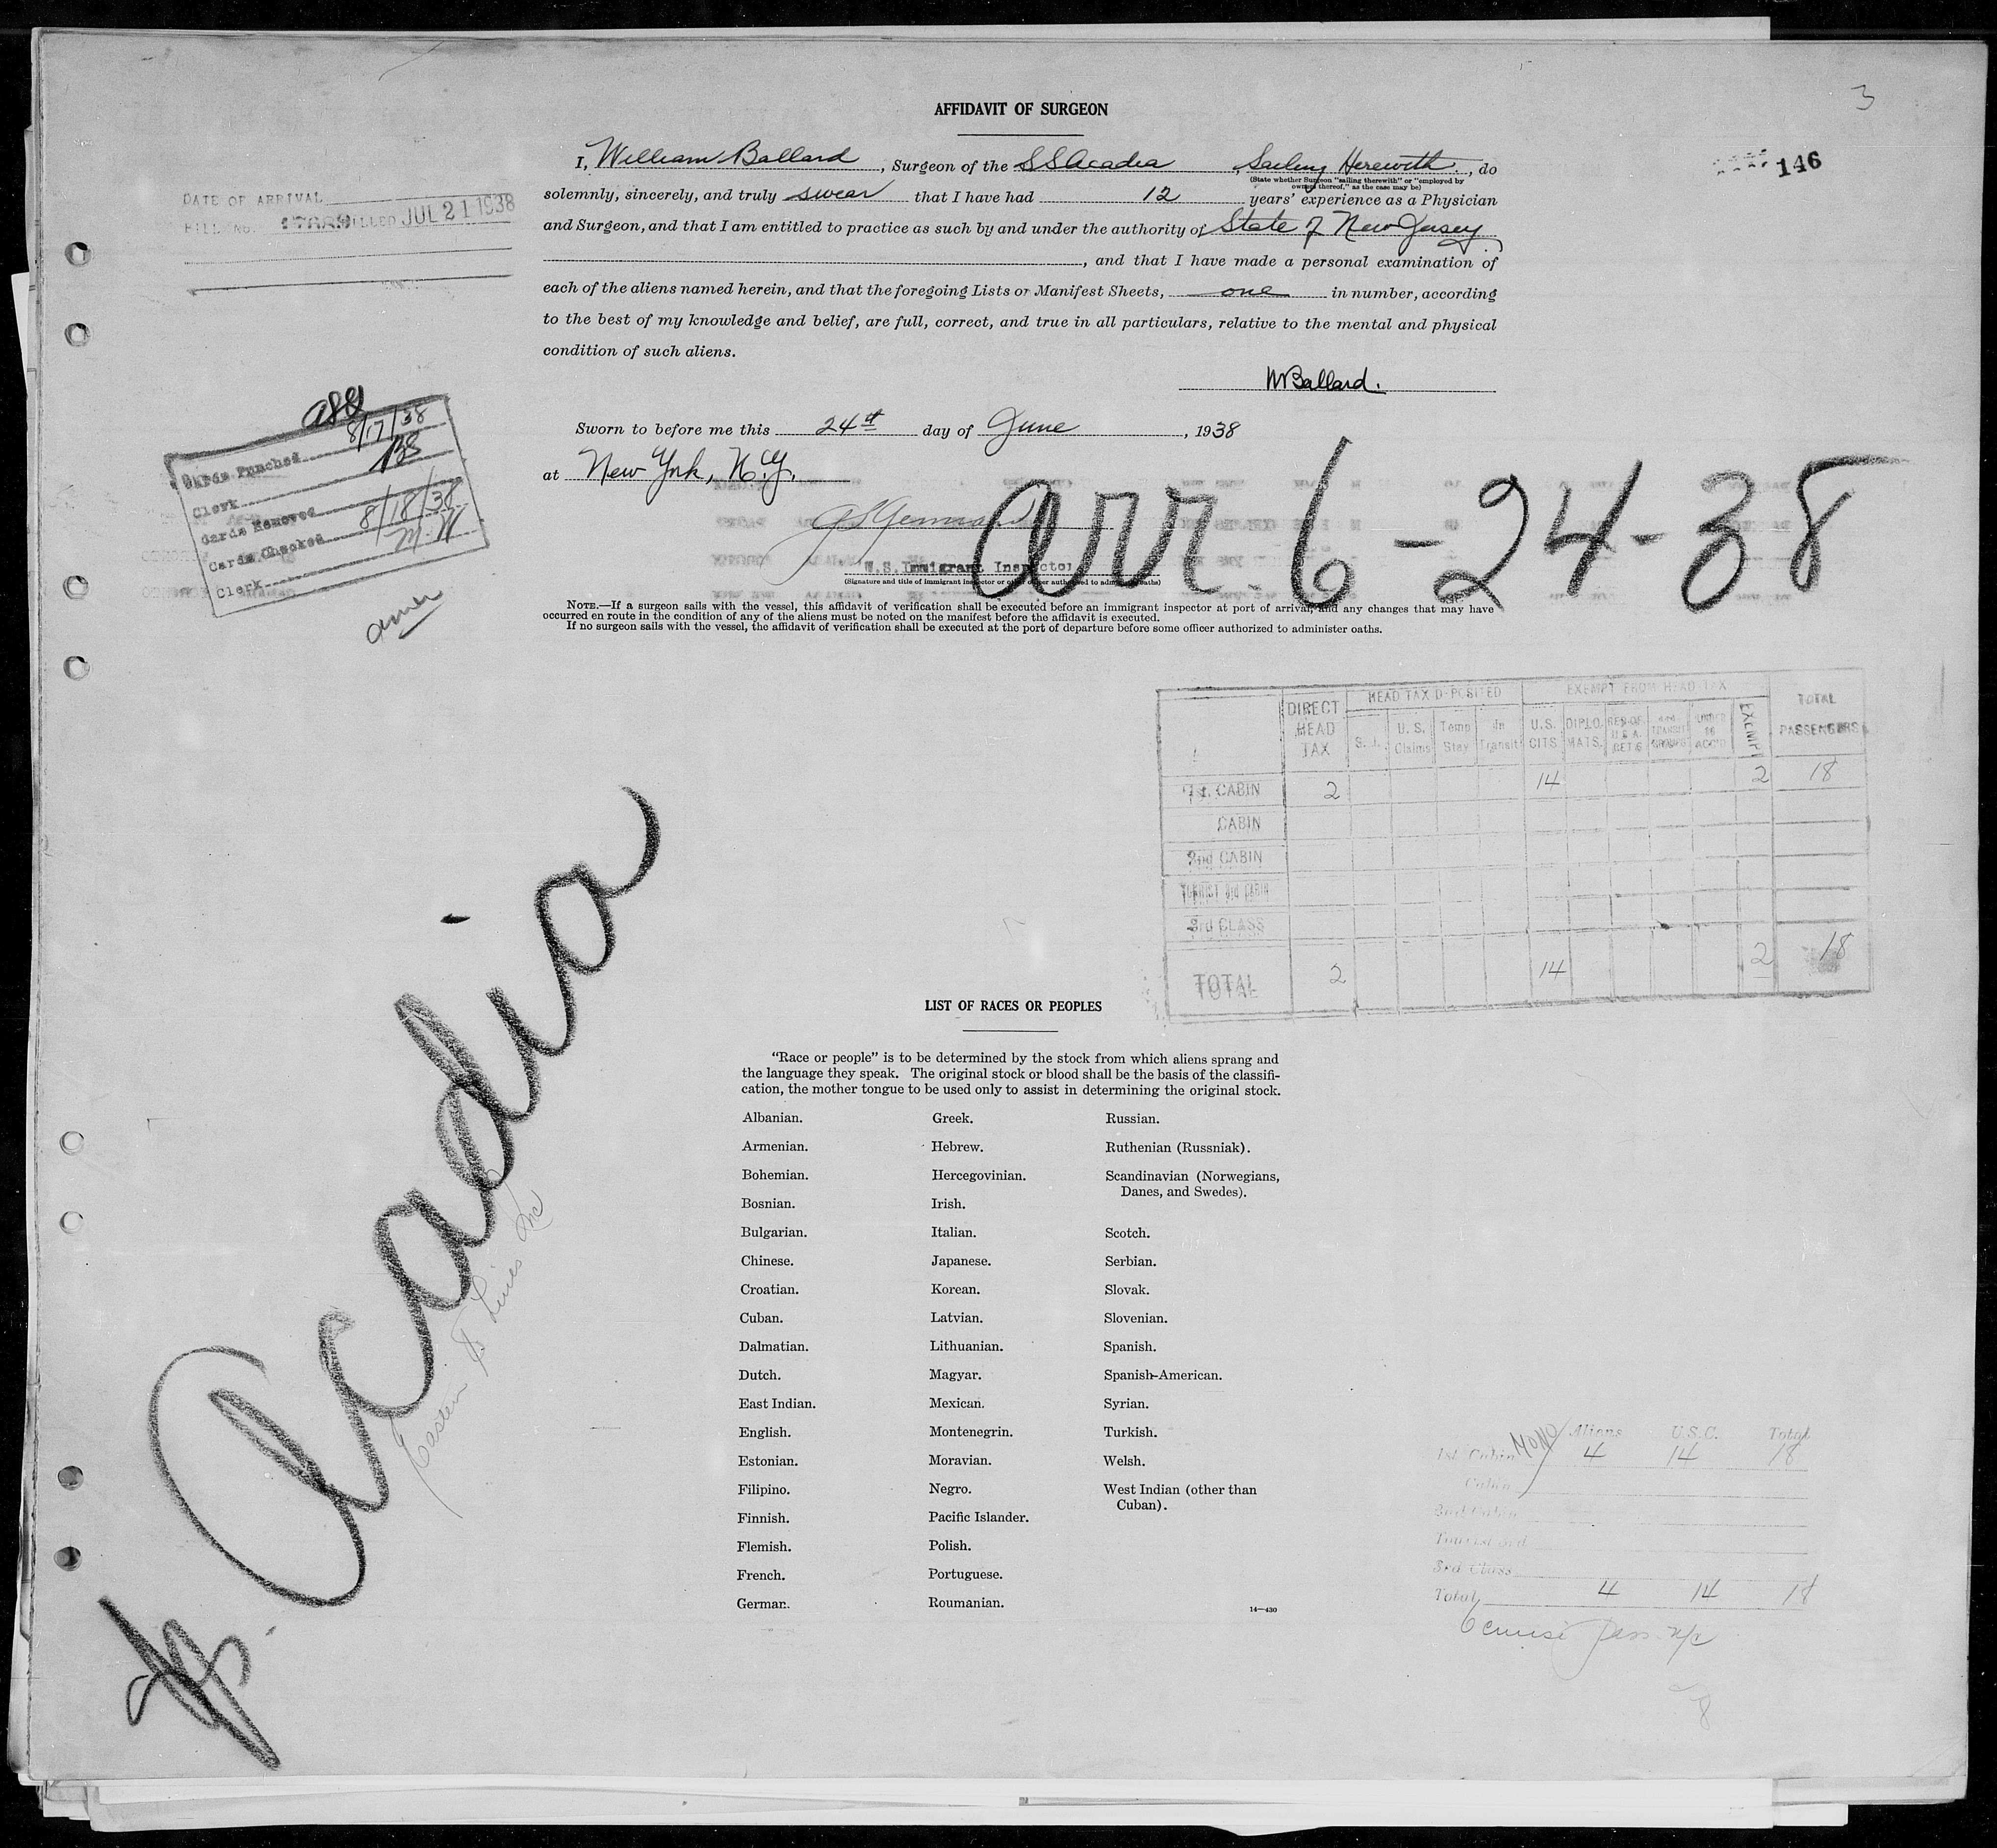 3
AFFIDAVIT OF SURGEON
I, William Ballard, Surgeon of the SS Acadia, Sailing Herewith, do
(State whether Surgeon "sailing therewith" or "employed by
owners thereof," as the case may be)
146
solemnly, sincerely, and truly swear that I have had 12 years' experience as a Physician
and Surgeon, and that I am entitled to practice as such by and under the authority of State of New Jersey
, and that I have made a personal examination of
each of the aliens named herein, and that the foregoing Lists or Manifest Sheets, one in number, according
to the best of my knowledge and belief, are full, correct, and true in all particulars, relative to the mental and physical
condition of such aliens.
WBallard.
Sworn to before me this 24th day of June, 1938
at New York, N.Y.
U.S. Immigrant Inspector
(Signature and title of immigrant inspector or other officer authorized to administer oaths)
NOTE.—If a surgeon sails with the vessel, this affidavit of verification shall be executed before an immigrant inspector at port of arrival, and any changes that may have
occurred en route in the condition of any of the aliens must be noted on the manifest before the affidavit is executed.
If no surgeon sails with the vessel, the affidavit of verification shall be executed at the port of departure before some officer authorized to administer oaths.
arr. 6-24-38
DATE OF ARRIVAL
BILL NO. FILLED JUL 21 1938
Cards Punched 8/17/38
Clerk
Cards Removed
Cards Checked 8/18/38
Clerk M.W.
DIRECT HEAD TAX
HEAD TAX DEPOSITED
EXEMPT FROM HEAD TAX
TOTAL PASSENGERS
U.S. Claims
Temp Stay
In Transit
U.S. CITS
DIPLO MATS.
EXEMPT
1st. CABIN 2 14 2 18
CABIN
2nd CABIN
TOURIST 3rd CABIN
3rd CLASS
TOTAL 2 14 2 18
Acadia
Eastern SS Lines Inc
LIST OF RACES OR PEOPLES
"Race or people" is to be determined by the stock from which aliens sprang and
the language they speak. The original stock or blood shall be the basis of the classifi-
cation, the mother tongue to be used only to assist in determining the original stock.
Albanian. Greek. Russian.
Armenian. Hebrew. Ruthenian (Russniak).
Bohemian. Hercegovinian. Scandinavian (Norwegians,
Danes, and Swedes).
Bosnian. Irish.
Bulgarian. Italian. Scotch.
Chinese. Japanese. Serbian.
Croatian. Korean. Slovak.
Cuban. Latvian. Slovenian.
Dalmatian. Lithuanian. Spanish.
Dutch. Magyar. Spanish-American.
East Indian. Mexican. Syrian.
English. Montenegrin. Turkish.
Estonian. Moravian. Welsh.
Filipino. Negro. West Indian (other than
Cuban).
Finnish. Pacific Islander.
Flemish. Polish.
French. Portuguese.
German. Roumanian.
14—430
Aliens U.S.C. Total
1st Cabin 4 14 18
Cabin
2nd Cabin
Tourist 3rd
3rd Class
Total 4 14 18
8